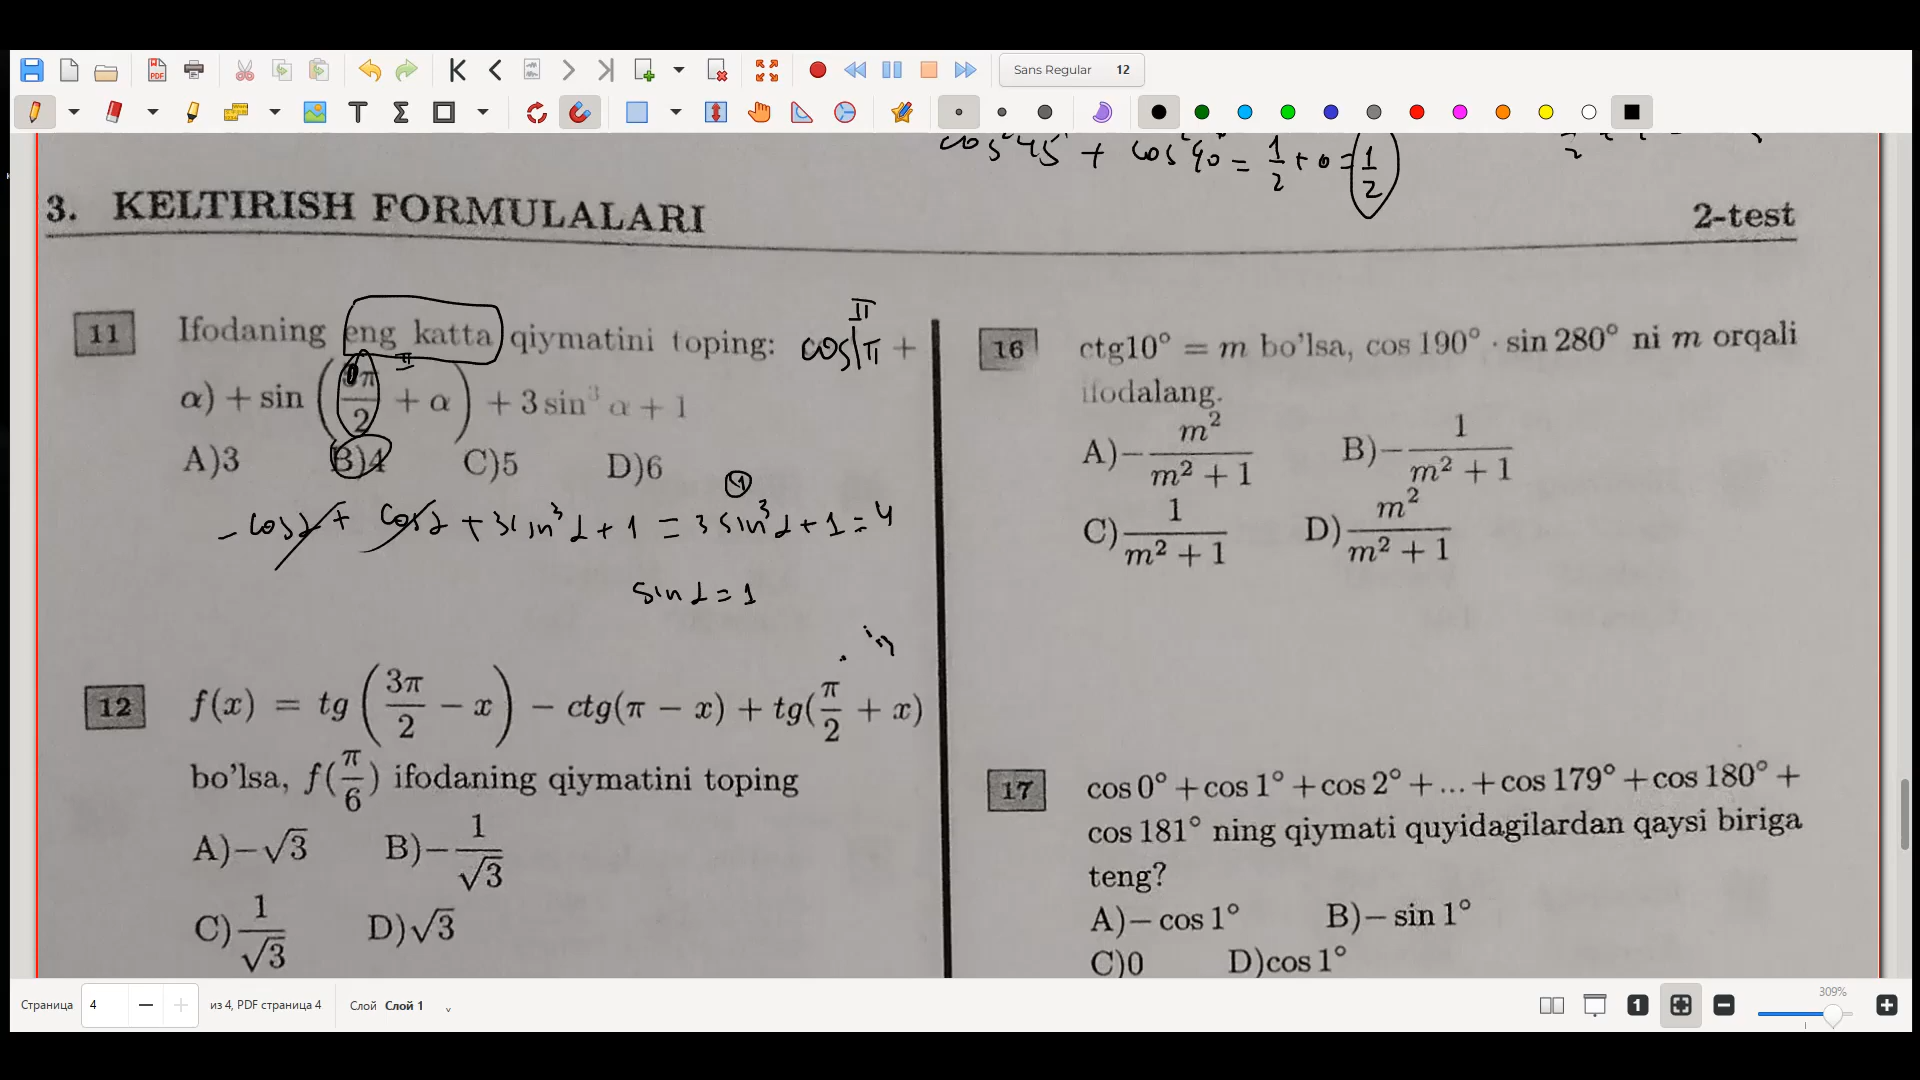 Sans Regular 12
cos²45° + cos²90 = 1/2 + 0 = 1/2
3. KELTIRISH FORMULALARI 2-test
11 Ifodaning eng katta qiymatini toping: cos(π +
α) + sin (π/2 + α) + 3 sin³ α + 1
A)3 B)4 C)5 D)6
- cosα + cosα + 3sin³α + 1 = 3 sin³α + 1 = 4
sin α = 1
12 f(x) = tg (3π/2 − x) − ctg(π − x) + tg(π/2 + x)
bo'lsa, f(π/6) ifodaning qiymatini toping
A)−√3 B)−1/√3
C)1/√3 D)√3
16 ctg10° = m bo'lsa, cos 190° · sin 280° ni m orqali
ifodalang.
A)−m²/(m² + 1) B)−1/(m² + 1)
C)1/(m² + 1) D)m²/(m² + 1)
17 cos 0° + cos 1° + cos 2° + ... + cos 179° + cos 180° +
cos 181° ning qiymati quyidagilardan qaysi biriga
teng?
A)− cos 1° B)− sin 1°
C)0 D)cos 1°
Страница 4 из 4, PDF страница 4 Слой Слой 1 309%